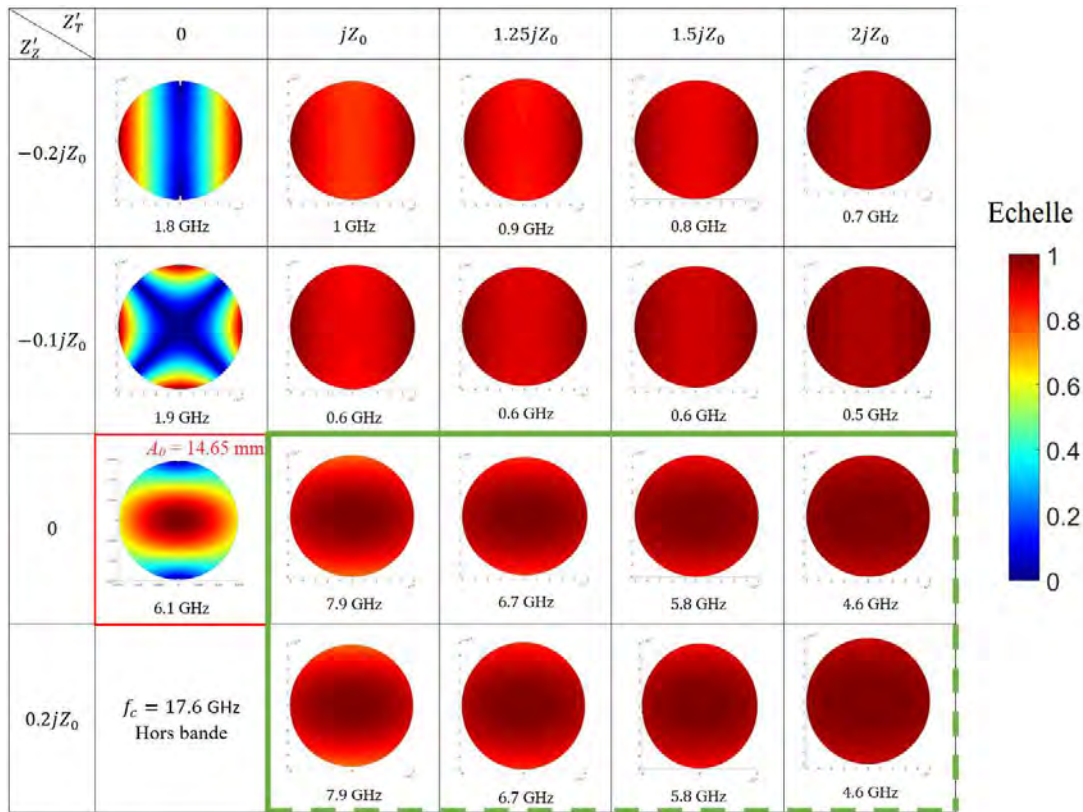 Z'_T
Z'_Z
0
jZ_0
1.25jZ_0
1.5jZ_0
2jZ_0
−0.2jZ_0
1.8 GHz
1 GHz
0.9 GHz
0.8 GHz
0.7 GHz
−0.1jZ_0
1.9 GHz
0.6 GHz
0.6 GHz
0.6 GHz
0.5 GHz
0
A_0 = 14.65 mm
6.1 GHz
7.9 GHz
6.7 GHz
5.8 GHz
4.6 GHz
0.2jZ_0
f_c = 17.6 GHz
Hors bande
7.9 GHz
6.7 GHz
5.8 GHz
4.6 GHz
Echelle
1
0.8
0.6
0.4
0.2
0